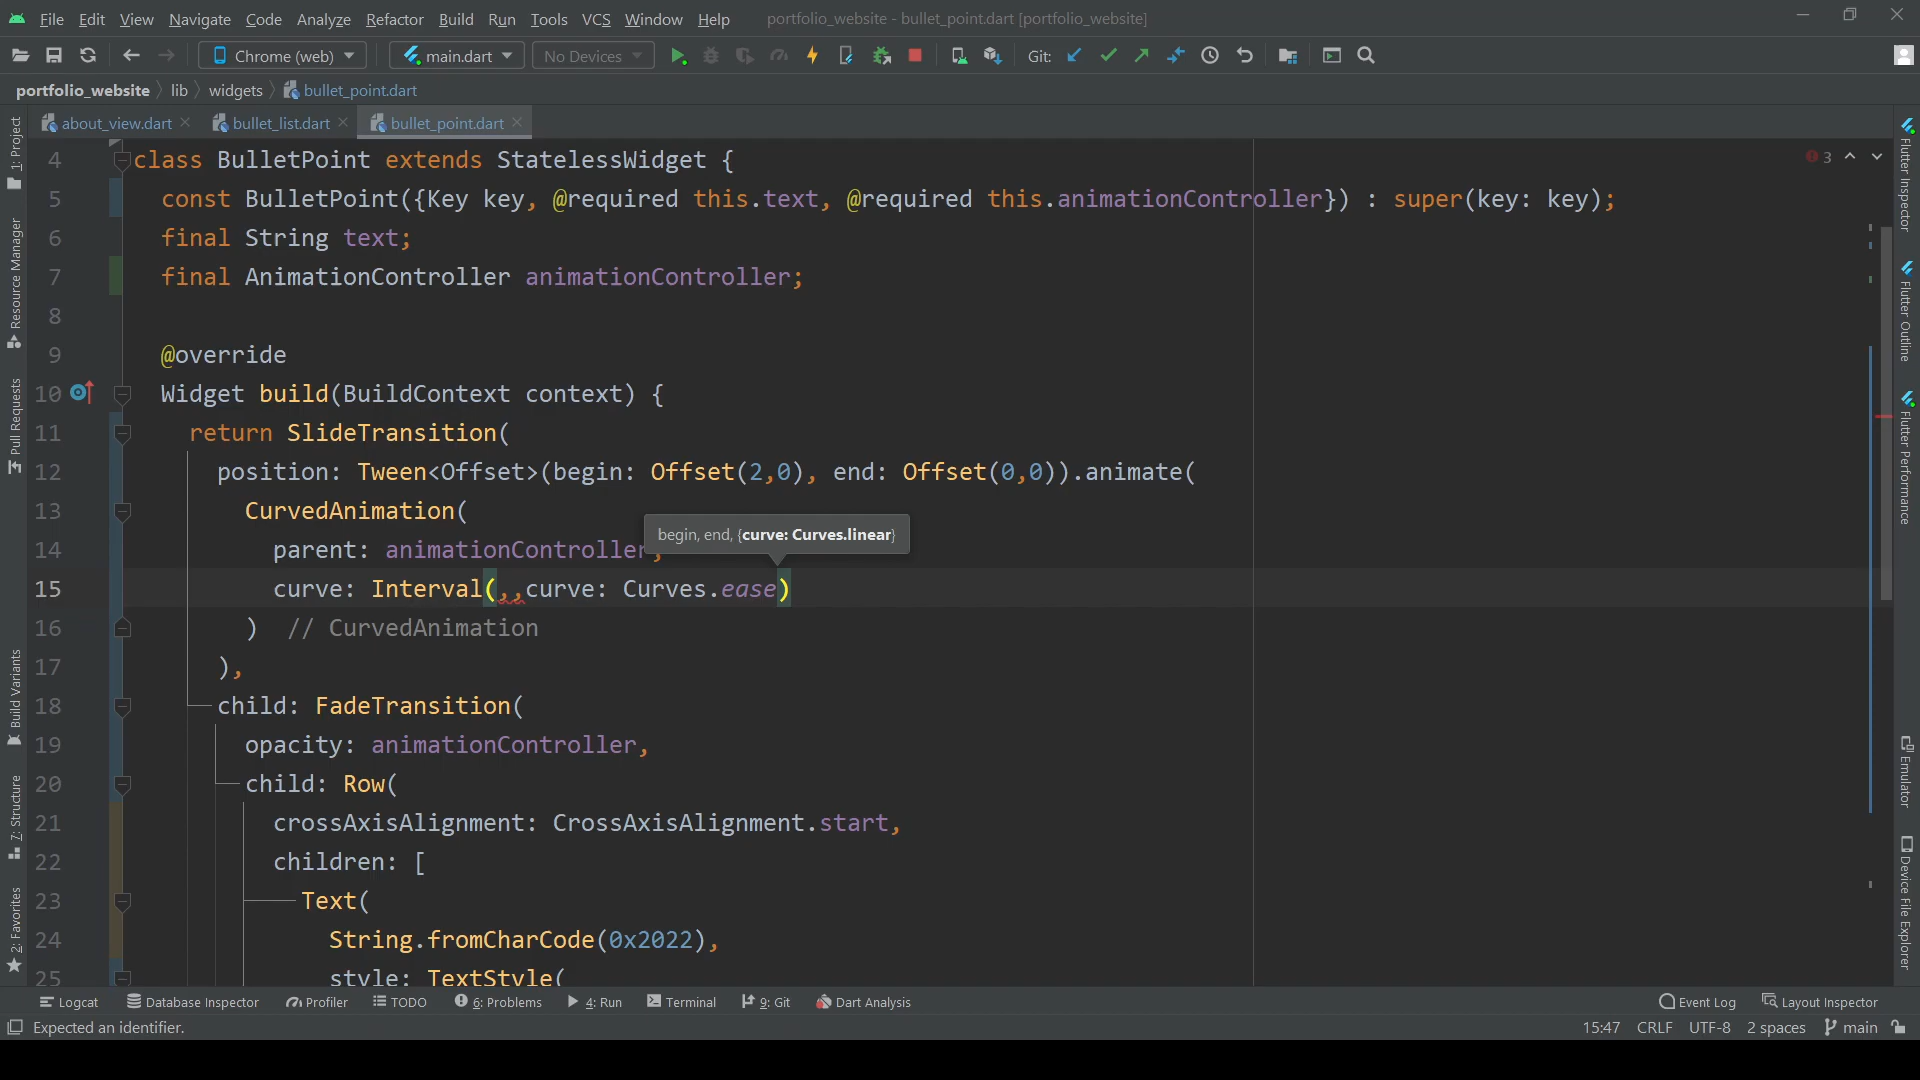 File Edit View Navigate Code Analyze Refactor Build Run Tools VCS Window Help portfolio_website - bullet_point.dart [portfolio_website]
Chrome (web) main.dart No Devices Git:
portfolio_website lib widgets bullet_point.dart
about_view.dart bullet_list.dart bullet_point.dart
4 class BulletPoint extends StatelessWidget {
3
5 const BulletPoint({Key key, @required this.text, @required this.animationController}) : super(key: key);
6 final String text;
7 final AnimationController animationController;
8
9 @override
10 Widget build(BuildContext context) {
11 return SlideTransition(
12 position: Tween<Offset>(begin: Offset(2,0), end: Offset(0,0)).animate(
13 CurvedAnimation(
begin, end, {curve: Curves.linear}
14 parent: animationController,
15 curve: Interval(,,curve: Curves.ease)
16 ) // CurvedAnimation
17 ),
18 child: FadeTransition(
19 opacity: animationController,
20 child: Row(
21 crossAxisAlignment: CrossAxisAlignment.start,
22 children: [
23 Text(
24 String.fromCharCode(0x2022),
25 style: TextStyle(
1: Project
Resource Manager
Pull Requests
Build Variants
7: Structure
2: Favorites
Flutter Inspector
Flutter Outline
Flutter Performance
Emulator
Device File Explorer
Logcat Database Inspector Profiler TODO 6: Problems 4: Run Terminal 9: Git Dart Analysis Event Log Layout Inspector
Expected an identifier. 15:47 CRLF UTF-8 2 spaces main